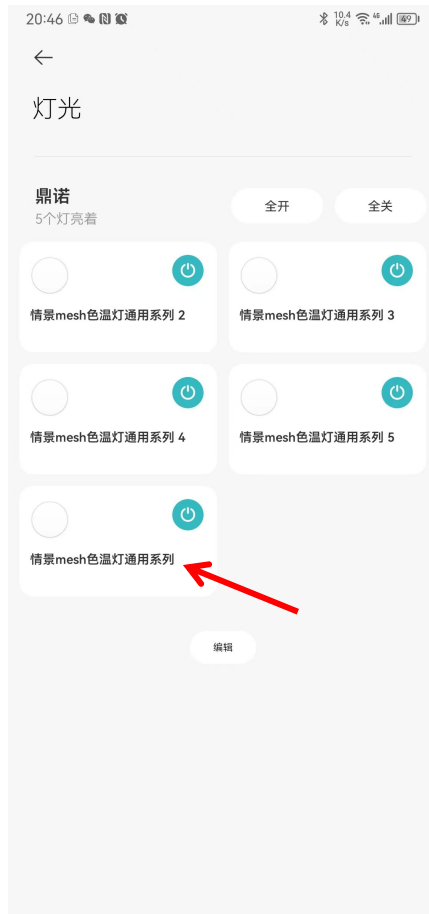 20:46
10.4
K/s
46
49
灯光
鼎诺
全开
全关
5个灯亮着
情景mesh色温灯通用系列 2
情景mesh色温灯通用系列 3
情景mesh色温灯通用系列 4
情景mesh色温灯通用系列 5
情景mesh色温灯通用系列
编辑